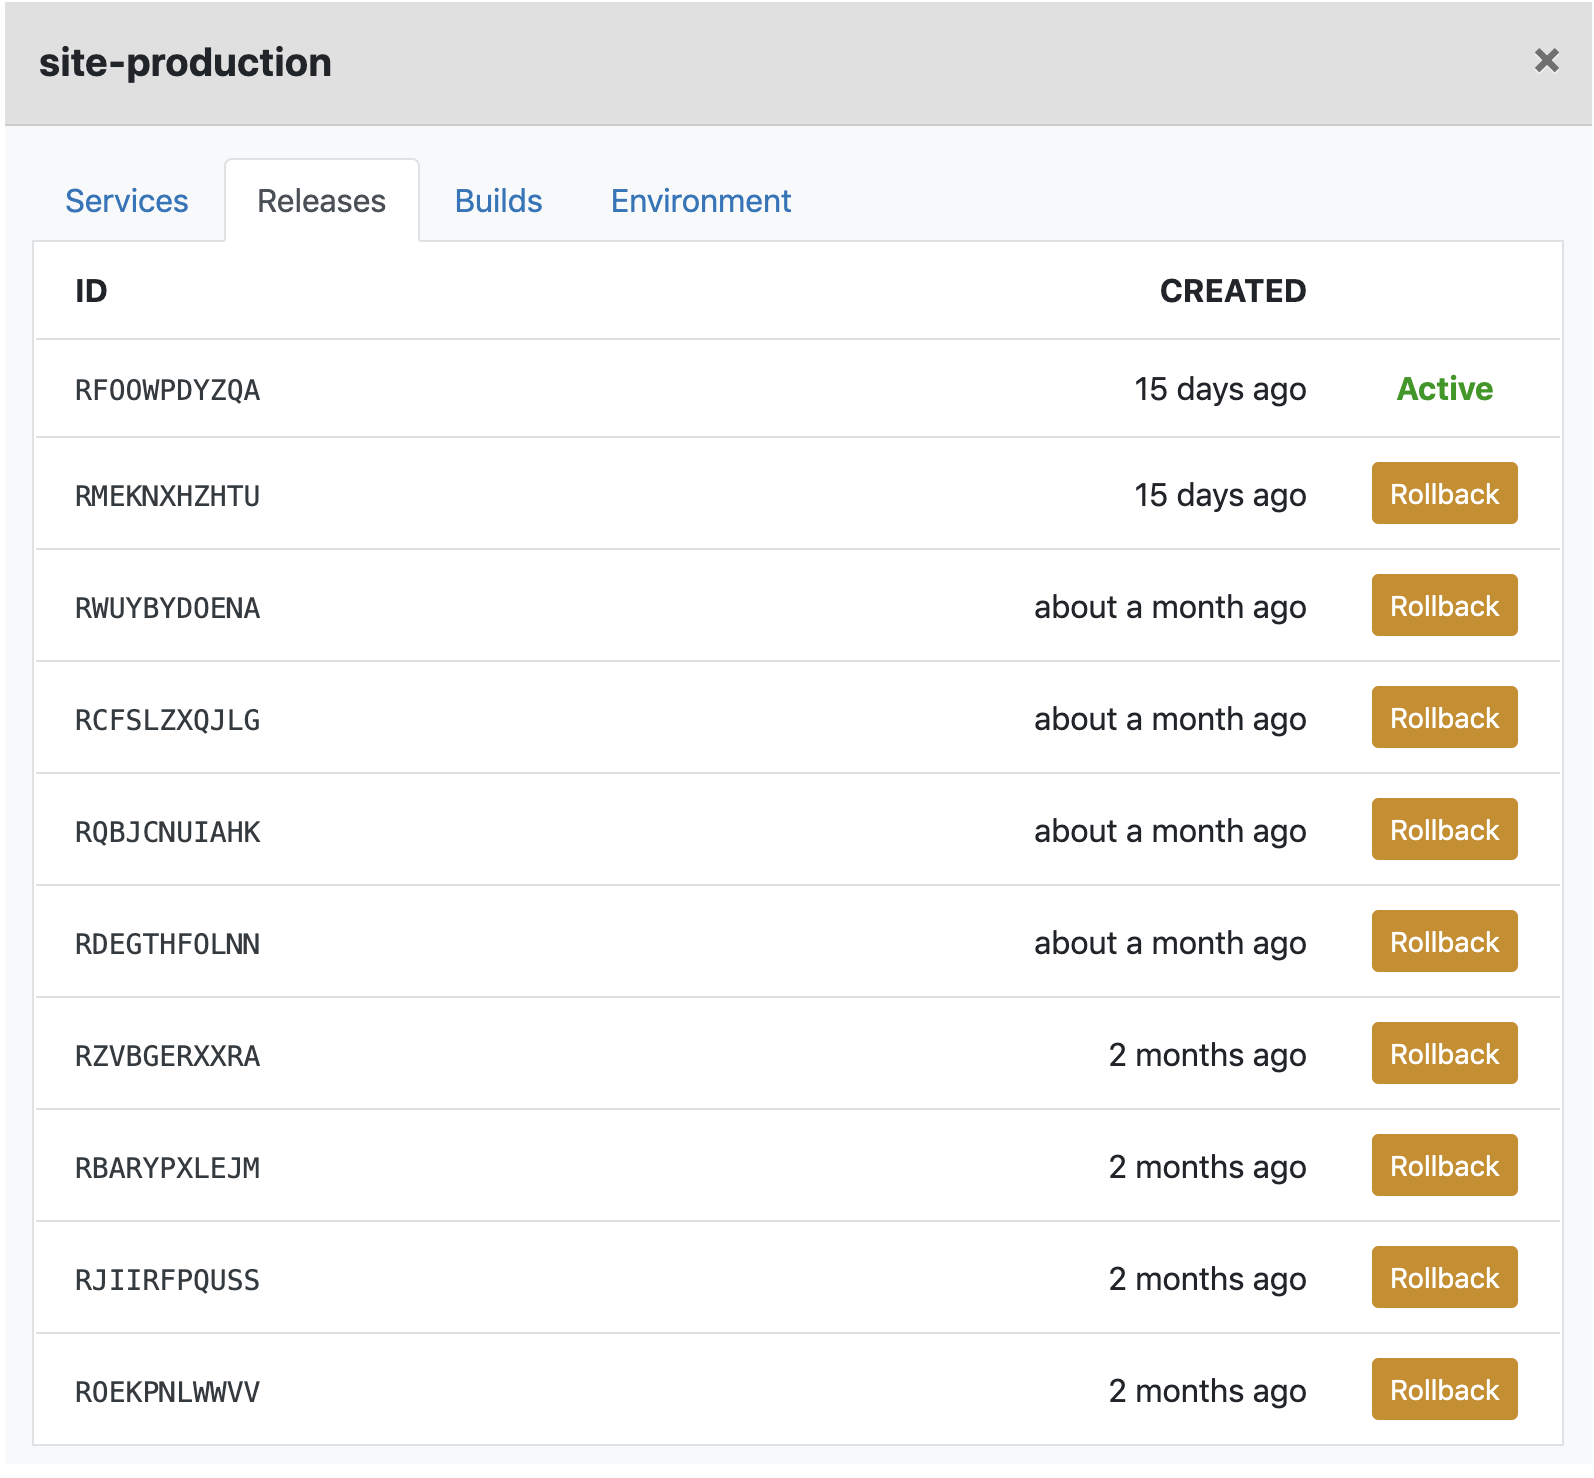 site-production
Services Releases Builds Environment
ID CREATED
RFOOWPDYZQA 15 days ago Active
RMEKNXHZHTU 15 days ago Rollback
RWUYBYDOENA about a month ago Rollback
RCFSLZXQJLG about a month ago Rollback
RQBJCNUIAHK about a month ago Rollback
RDEGTHFOLNN about a month ago Rollback
RZVBGERXXRA 2 months ago Rollback
RBARYPXLEJM 2 months ago Rollback
RJIIRFPQUSS 2 months ago Rollback
ROEKPNLWWVV 2 months ago Rollback